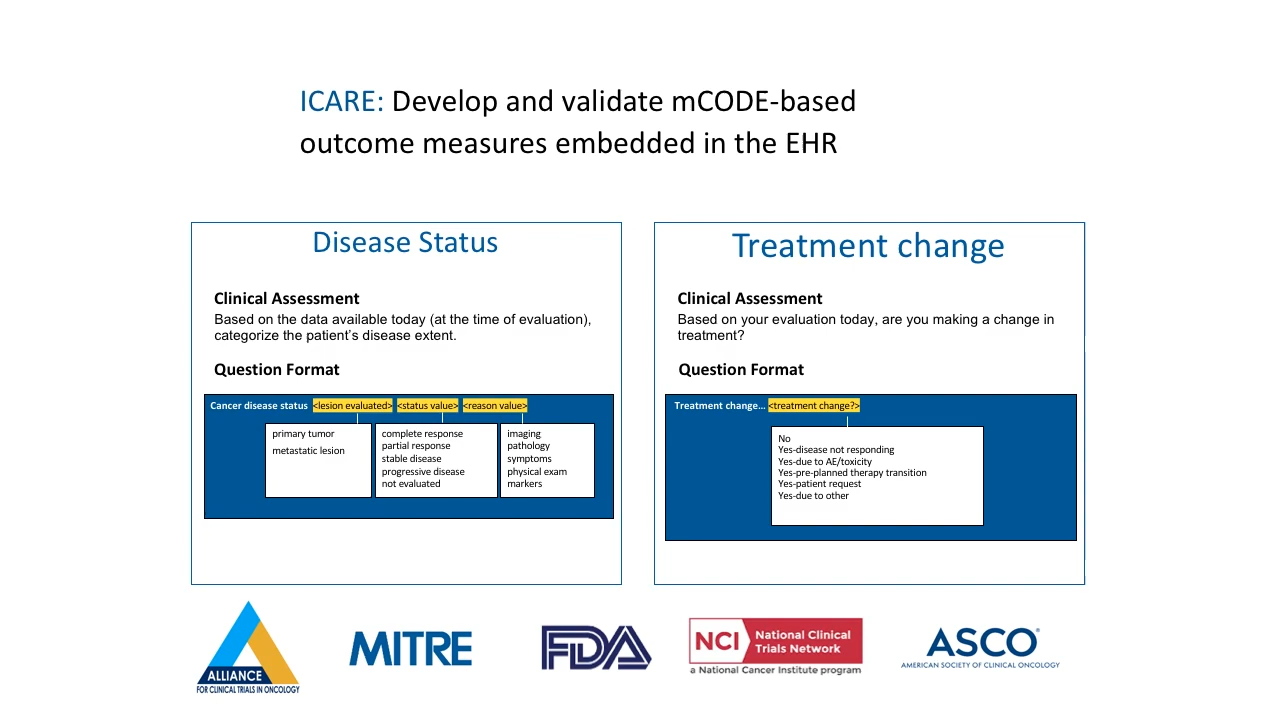 ICARE: Develop and validate mCODE-based
outcome measures embedded in the EHR
Disease Status
Clinical Assessment
Based on the data available today (at the time of evaluation),
categorize the patient's disease extent.
Question Format
Cancer disease status <lesion evaluated> <status value> <reason value>
primary tumor
metastatic lesion
complete response
partial response
stable disease
progressive disease
not evaluated
imaging
pathology
symptoms
physical exam
markers
Treatment change
Clinical Assessment
Based on your evaluation today, are you making a change in
treatment?
Question Format
Treatment change... <treatment change?>
No
Yes-disease not responding
Yes-due to AE/toxicity
Yes-pre-planned therapy transition
Yes-patient request
Yes-due to other
ALLIANCE
FOR CLINICAL TRIALS IN ONCOLOGY
MITRE
FDA
NCI National Clinical
Trials Network
a National Cancer Institute program
ASCO®
AMERICAN SOCIETY OF CLINICAL ONCOLOGY